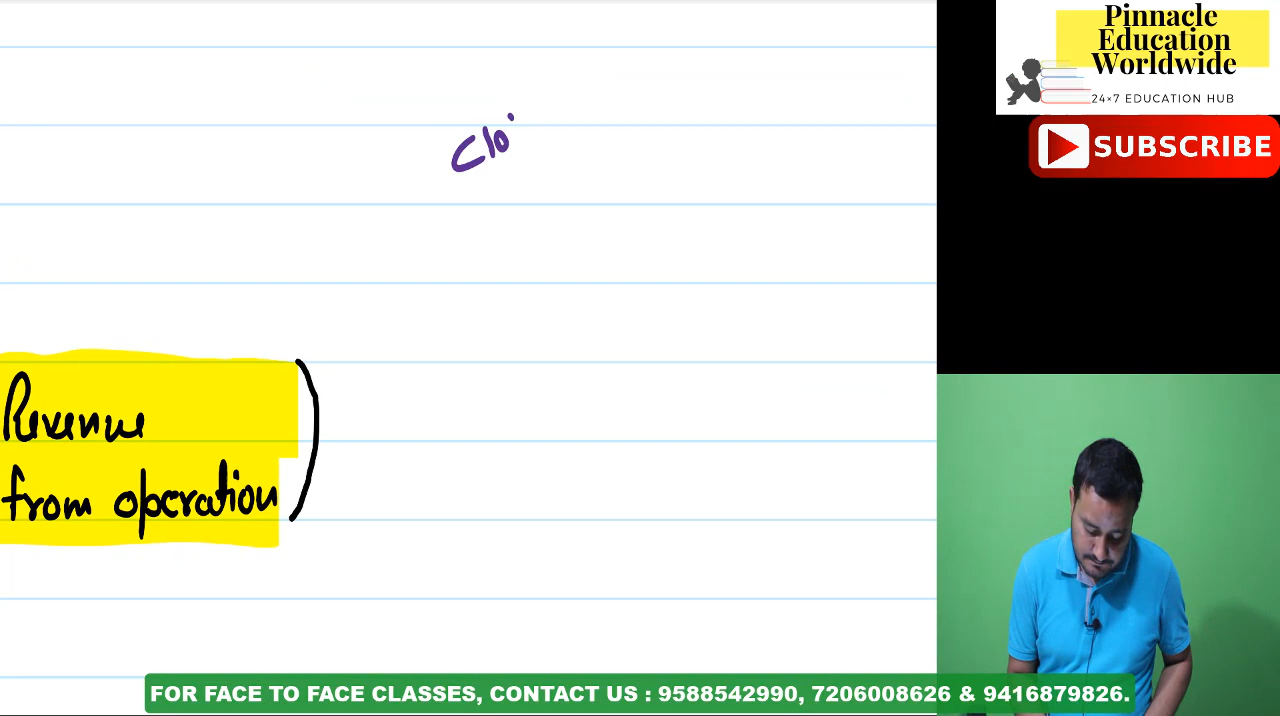 Clo
Revenue
from operation)
Pinnacle
Education
Worldwide
24×7 EDUCATION HUB
SUBSCRIBE
FOR FACE TO FACE CLASSES, CONTACT US : 9588542990, 7206008626 & 9416879826.